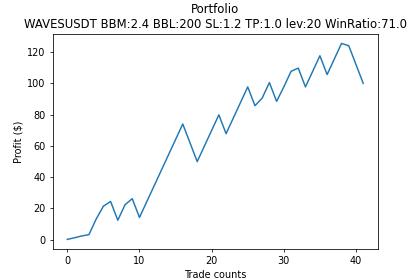 Portfolio
WAVESUSDT BBM:2.4 BBL:200 SL:1.2 TP:1.0 lev:20 WinRatio:71.0
120
100
80
60
40
20
0
Profit ($)
0 10 20 30 40
Trade counts